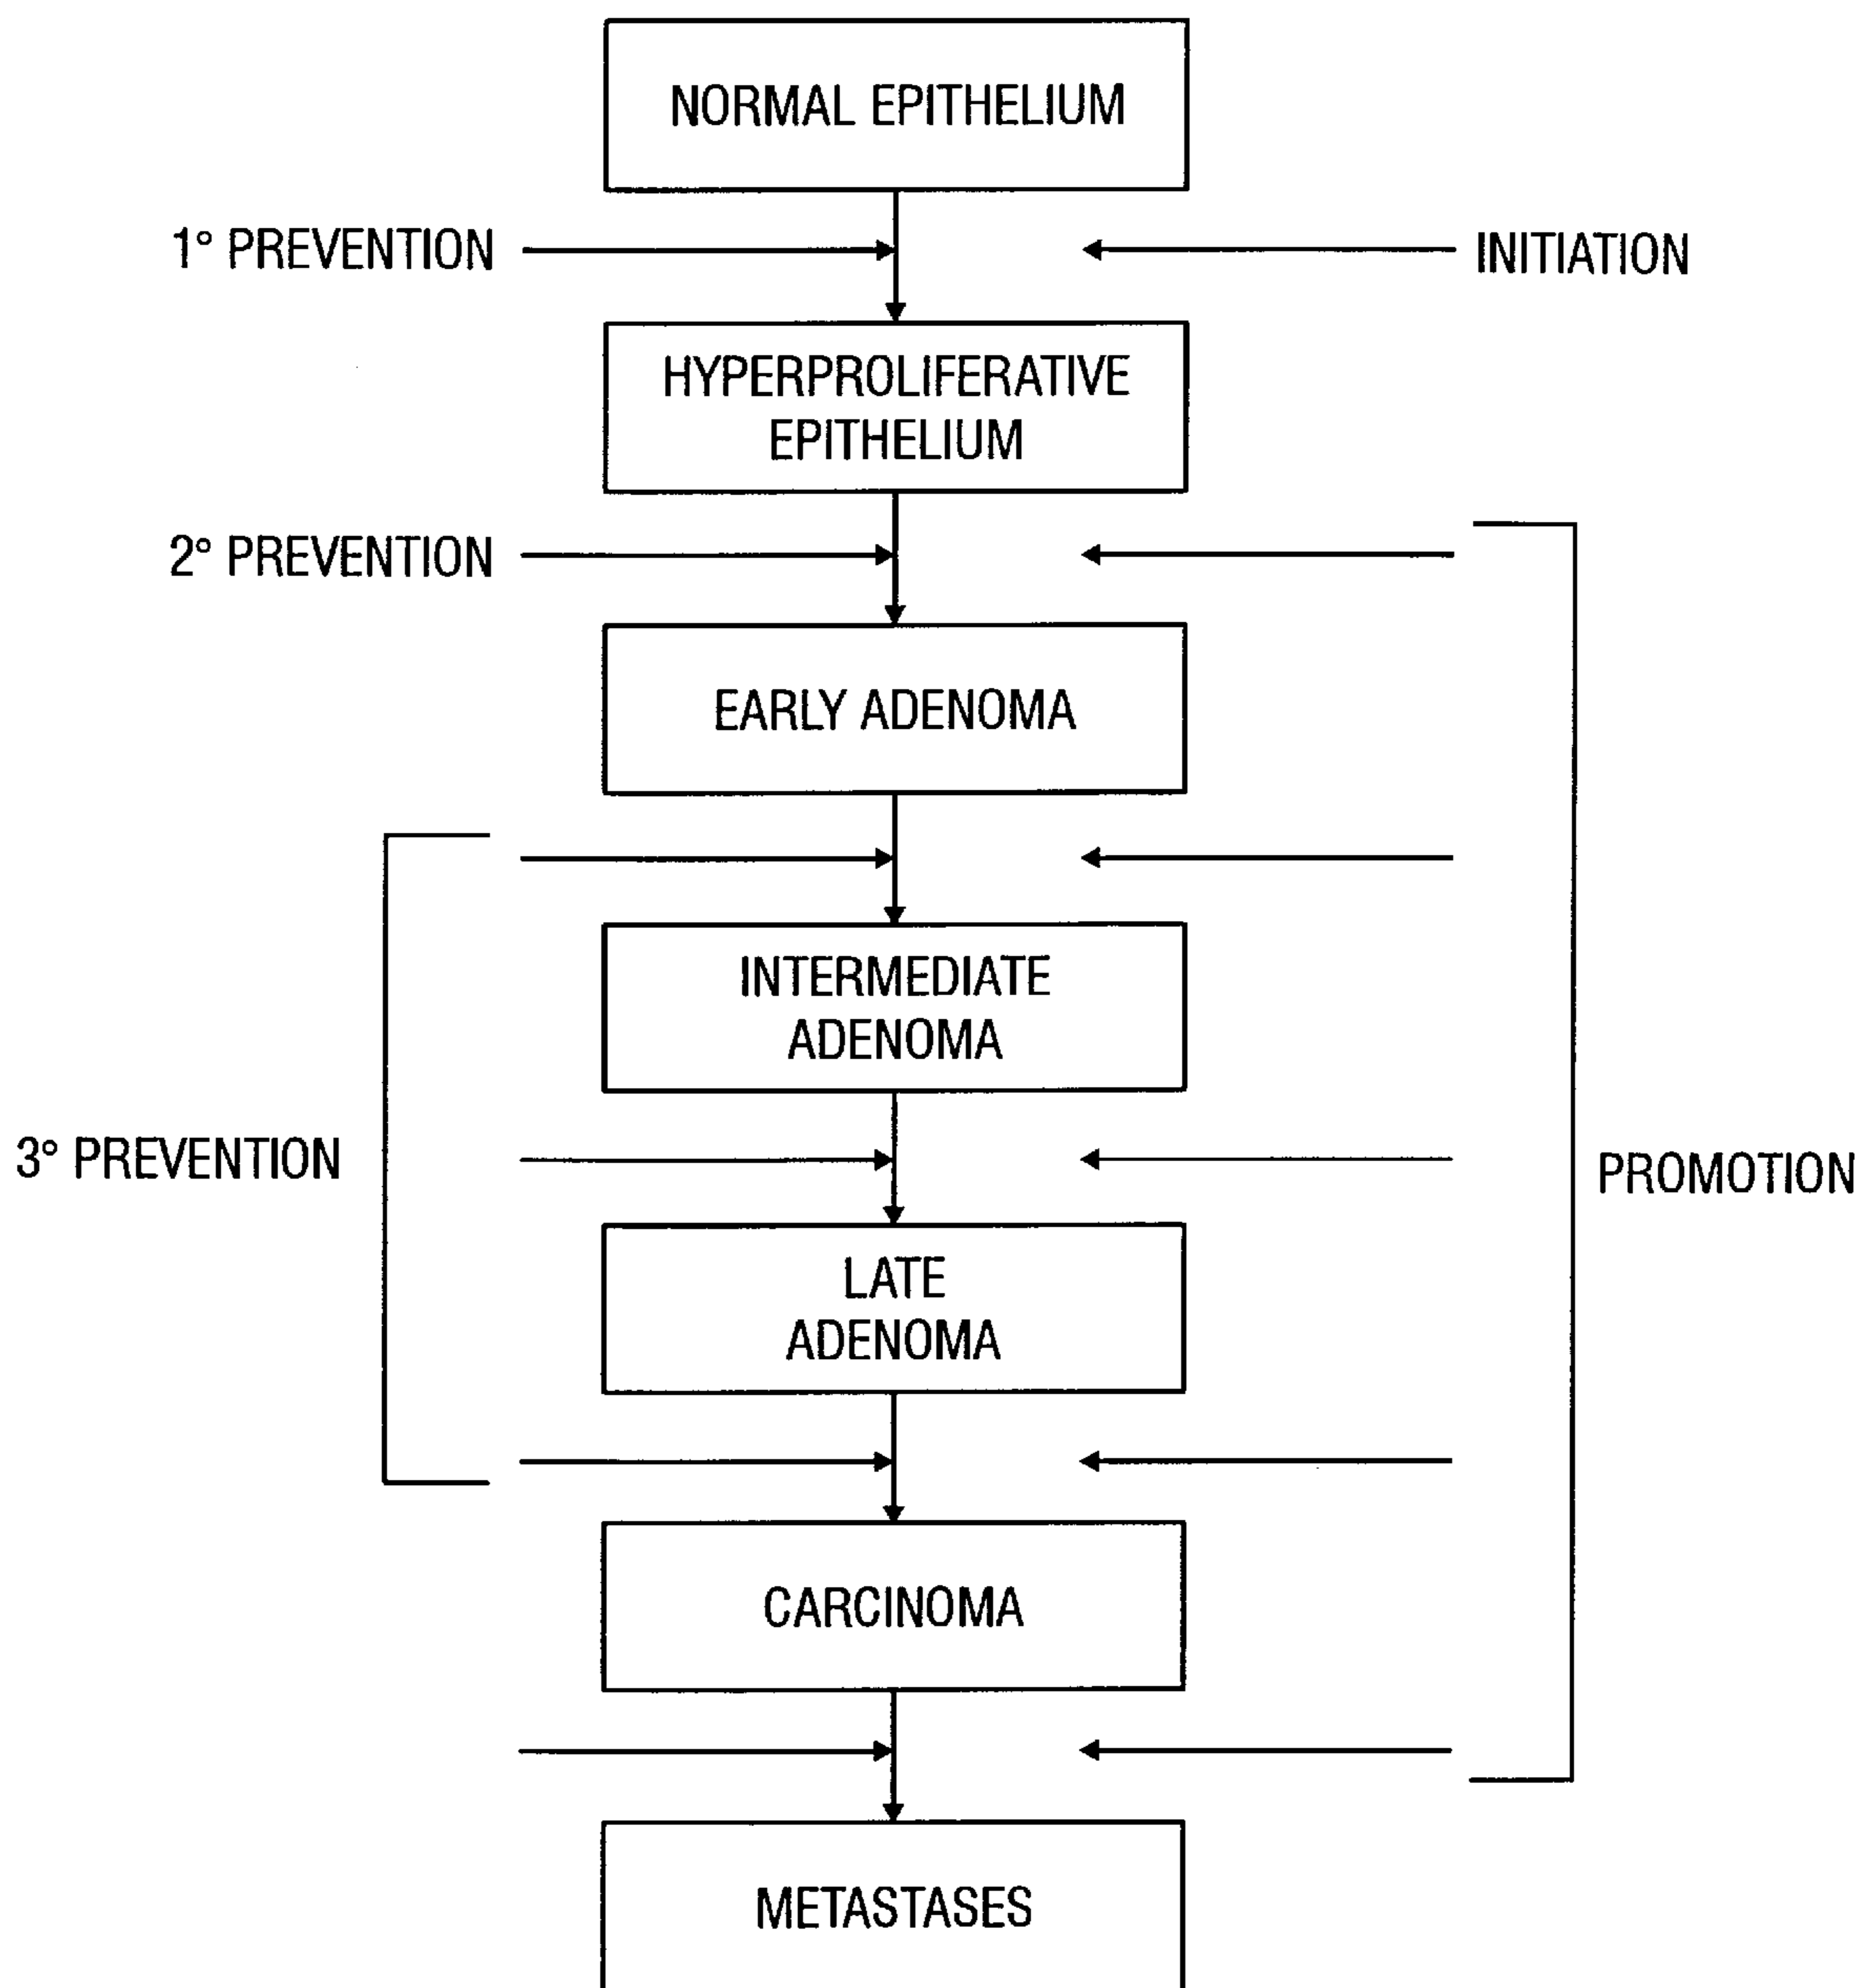 NORMAL EPITHELIUM
1° PREVENTION
INITIATION
HYPERPROLIFERATIVE
EPITHELIUM
2° PREVENTION
EARLY ADENOMA
INTERMEDIATE
ADENOMA
3° PREVENTION
PROMOTION
LATE
ADENOMA
CARCINOMA
METASTASES